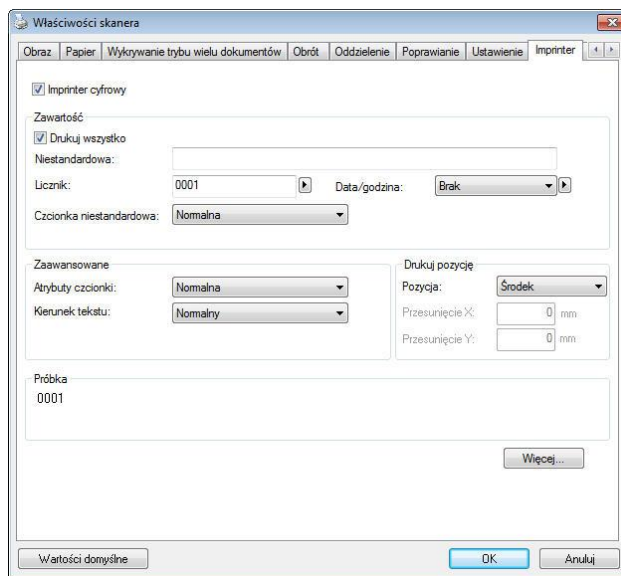 Właściwości skanera
Obraz Papier Wykrywanie trybu wielu dokumentów Obrót Oddzielenie Poprawianie Ustawienie Imprinter
Imprinter cyfrowy
Zawartość
Drukuj wszystko
Niestandardowa:
Licznik: 0001 Data/godzina: Brak
Czcionka niestandardowa: Normalna
Zaawansowane
Atrybuty czcionki: Normalna
Kierunek tekstu: Normalny
Drukuj pozycję
Pozycja: Środek
Przesunięcie X: 0 mm
Przesunięcie Y: 0 mm
Próbka
0001
Więcej...
Wartości domyślne OK Anuluj